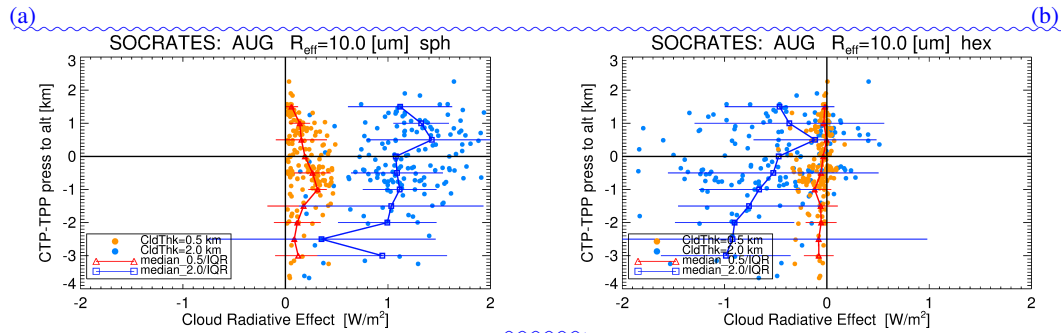 (a)
(b)
SOCRATES: AUG R_eff=10.0 [um] sph
3
2
1
0
-1
-2
-3
-4
CTP-TPP press to alt [km]
CldThk=0.5 km
CldThk=2.0 km
median_0.5/IQR
median_2.0/IQR
-2
-1
0
1
2
Cloud Radiative Effect [W/m²]
SOCRATES: AUG R_eff=10.0 [um] hex
3
2
1
0
-1
-2
-3
-4
CTP-TPP press to alt [km]
CldThk=0.5 km
CldThk=2.0 km
median_0.5/IQR
median_2.0/IQR
-2
-1
0
1
2
Cloud Radiative Effect [W/m²]